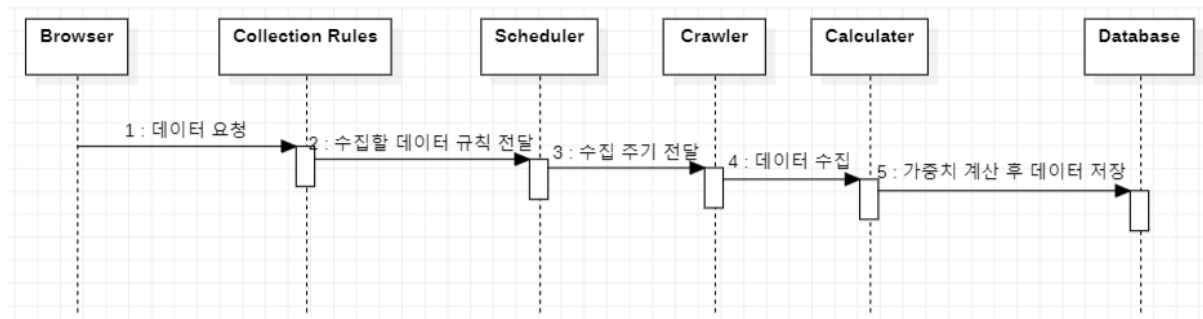 Browser
Collection Rules
Scheduler
Crawler
Calculater
Database
1 : 데이터 요청
2 : 수집할 데이터 규칙 전달
3 : 수집 주기 전달
4 : 데이터 수집
5 : 가중치 계산 후 데이터 저장